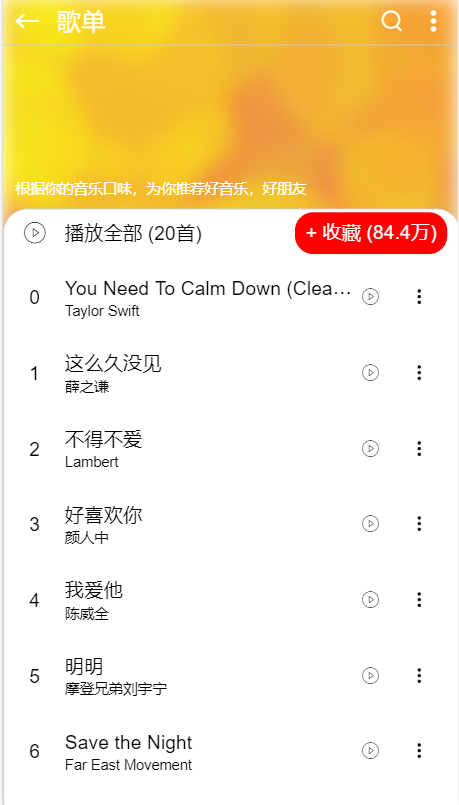 歌单
根据你的音乐口味，为你推荐好音乐，好朋友
播放全部 (20首)
+ 收藏 (84.4万)
0
You Need To Calm Down (Clea…
Taylor Swift
1
这么久没见
薛之谦
2
不得不爱
Lambert
3
好喜欢你
颜人中
4
我爱他
陈威全
5
明明
摩登兄弟刘宇宁
6
Save the Night
Far East Movement